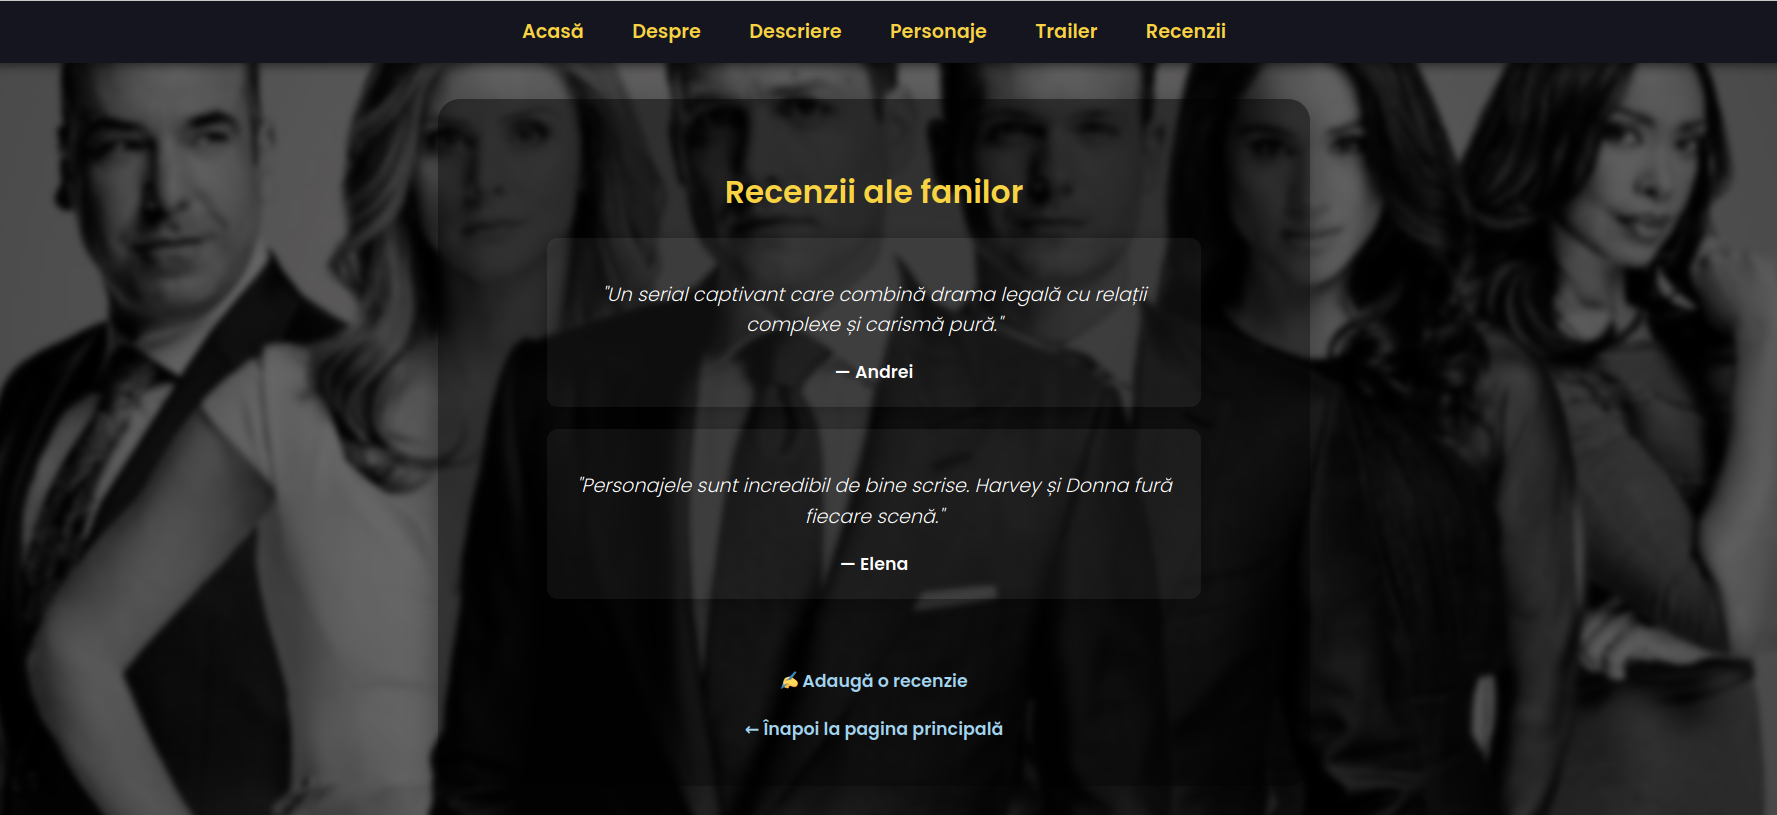 Acasă Despre Descriere Personaje Trailer Recenzii
Recenzii ale fanilor
"Un serial captivant care combină drama legală cu relații
complexe și carismă pură."
— Andrei
"Personajele sunt incredibil de bine scrise. Harvey și Donna fură
fiecare scenă."
— Elena
✍️ Adaugă o recenzie
← Înapoi la pagina principală